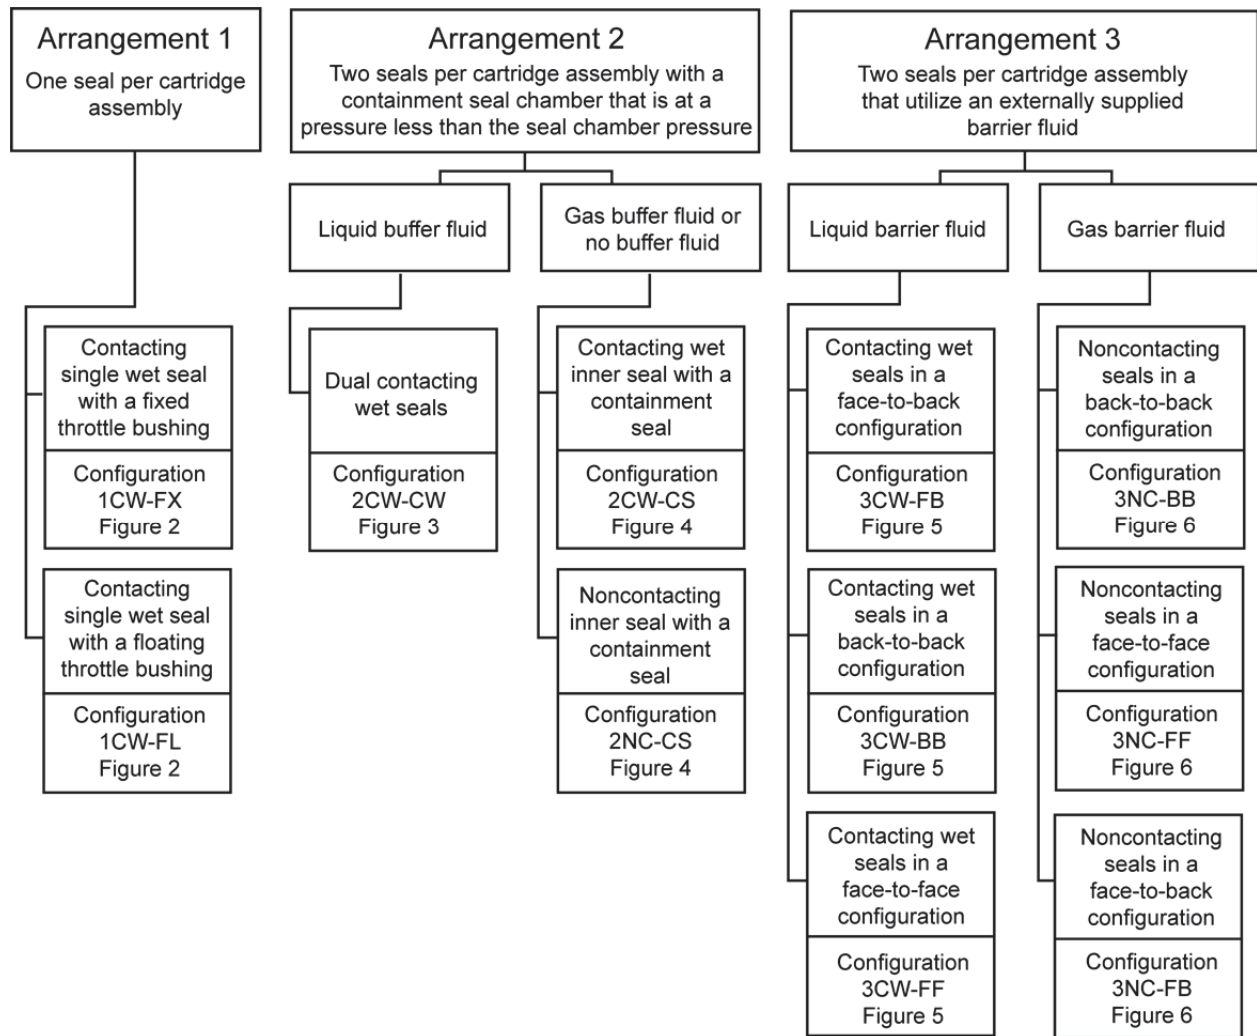 Arrangement 1
One seal per cartridge
assembly
Arrangement 2
Two seals per cartridge assembly with a
containment seal chamber that is at a
pressure less than the seal chamber pressure
Arrangement 3
Two seals per cartridge assembly
that utilize an externally supplied
barrier fluid
Liquid buffer fluid
Gas buffer fluid or
no buffer fluid
Liquid barrier fluid
Gas barrier fluid
Contacting
single wet seal
with a fixed
throttle bushing
Configuration
1CW-FX
Figure 2
Contacting
single wet seal
with a floating
throttle bushing
Configuration
1CW-FL
Figure 2
Dual contacting
wet seals
Configuration
2CW-CW
Figure 3
Contacting wet
inner seal with a
containment
seal
Configuration
2CW-CS
Figure 4
Noncontacting
inner seal with a
containment
seal
Configuration
2NC-CS
Figure 4
Contacting wet
seals in a
face-to-back
configuration
Configuration
3CW-FB
Figure 5
Contacting wet
seals in a
back-to-back
configuration
Configuration
3CW-BB
Figure 5
Contacting wet
seals in a
face-to-face
configuration
Configuration
3CW-FF
Figure 5
Noncontacting
seals in a
back-to-back
configuration
Configuration
3NC-BB
Figure 6
Noncontacting
seals in a
face-to-face
configuration
Configuration
3NC-FF
Figure 6
Noncontacting
seals in a
face-to-back
configuration
Configuration
3NC-FB
Figure 6